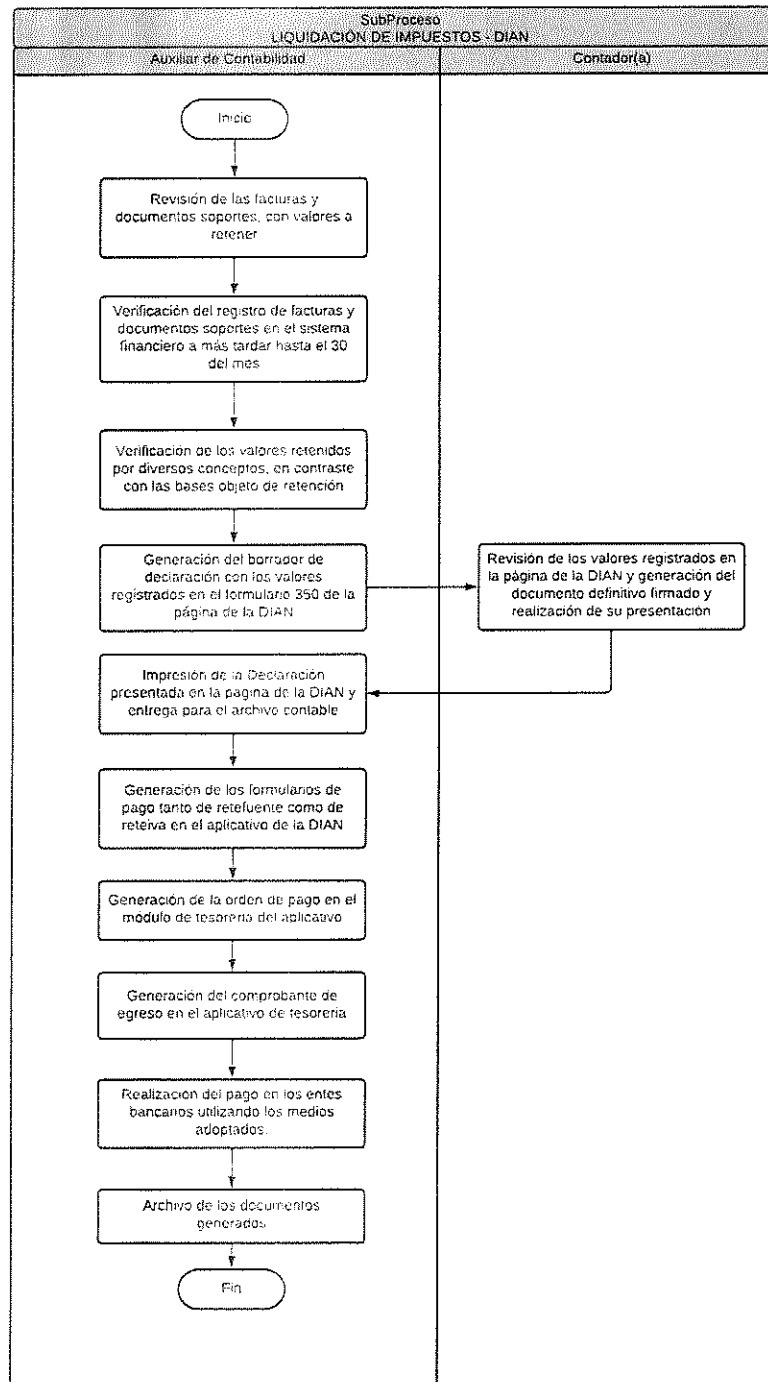 SubProceso
LIQUIDACIÓN DE IMPUESTOS - DIAN
Auxiliar de Contabilidad
Contador(a)
Inicio
Revisión de las facturas y
documentos soportes, con valores a
retener
Verificación del registro de facturas y
documentos soportes en el sistema
financiero a más tardar hasta el 30
del mes
Verificación de los valores retenidos
por diversos conceptos, en contraste
con las bases objeto de retención
Generación del borrador de
declaración con los valores
registrados en el formulario 350 de la
página de la DIAN
Revisión de los valores registrados en
la página de la DIAN y generación del
documento definitivo firmado y
realización de su presentación
Impresión de la Declaración
presentada en la pagina de la DIAN y
entrega para el archivo contable
Generación de los formularios de
pago tanto de retefuente como de
reteiva en el aplicativo de la DIAN
Generación de la orden de pago en el
módulo de tesoreria del aplicativo
Generación del comprobante de
egreso en el aplicativo de tesoreria
Realización del pago en los entes
bancarios utilizando los medios
adoptados.
Archivo de los documentos
generados
Fin